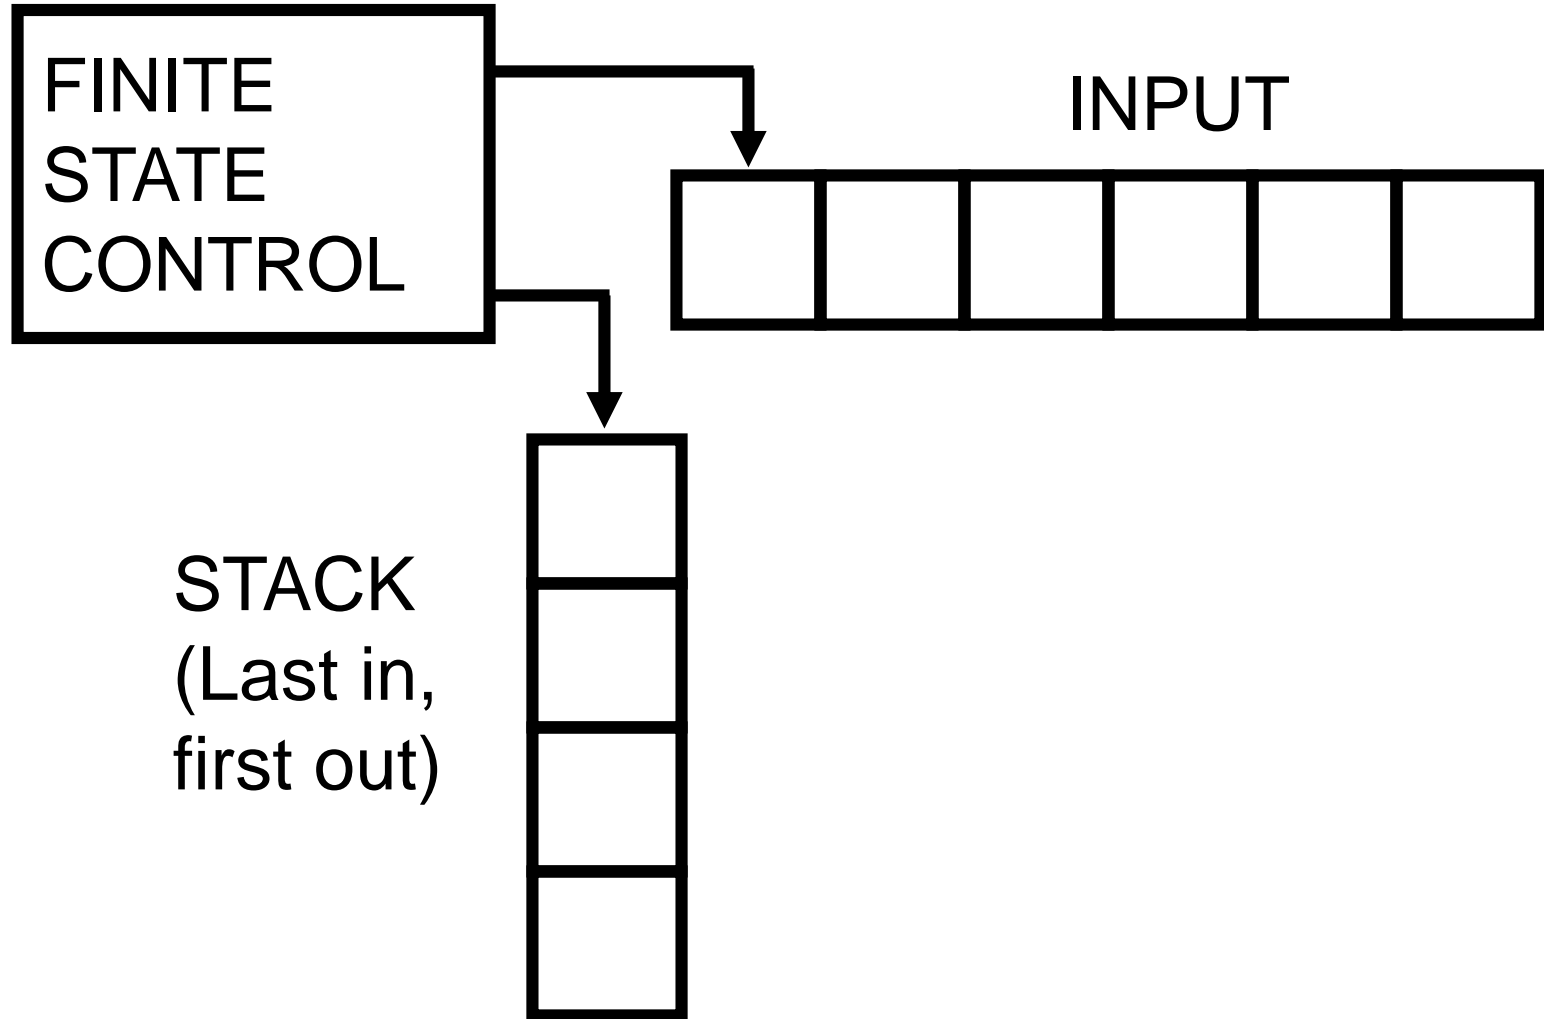 FINITE
STATE
CONTROL
INPUT
STACK
(Last in,
first out)